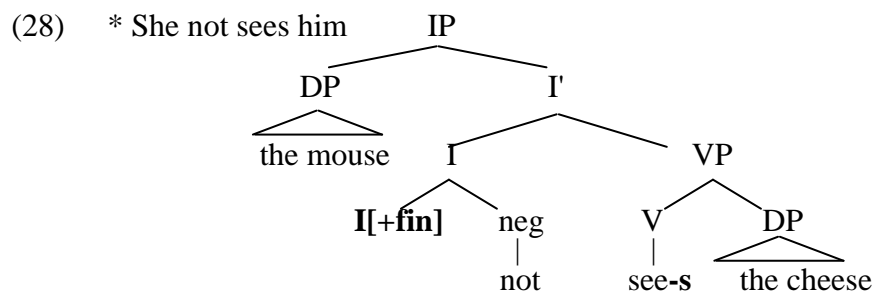 (28) * She not sees him IP
DP I'
the mouse I VP
I[+fin] neg V DP
not see-s the cheese